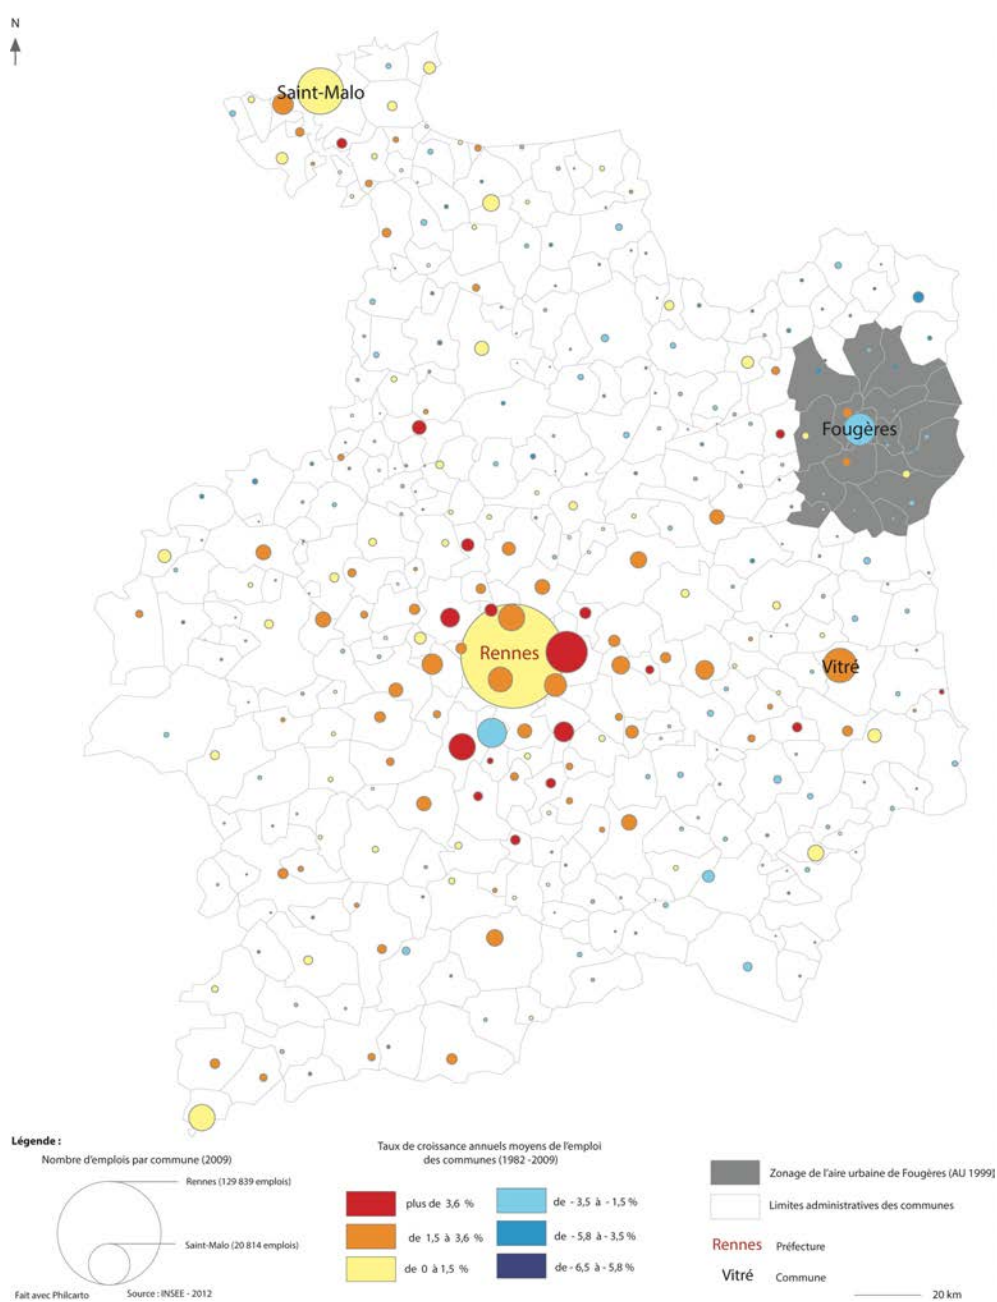 N
Saint-Malo
Fougères
Rennes
Vitré
Légende :
Nombre d'emplois par commune (2009)
Rennes (129 839 emplois)
Saint-Malo (20 814 emplois)
Fait avec Philcarto
Source : INSEE - 2012
Taux de croissance annuels moyens de l'emploi
des communes (1982 -2009)
plus de 3,6 %
de 1,5 à 3,6 %
de 0 à 1,5 %
de - 3,5 à - 1,5 %
de - 5,8 à - 3,5 %
de - 6,5 à - 5,8 %
Zonage de l'aire urbaine de Fougères (AU 1999)
Limites administratives des communes
Rennes Préfecture
Vitré Commune
20 km